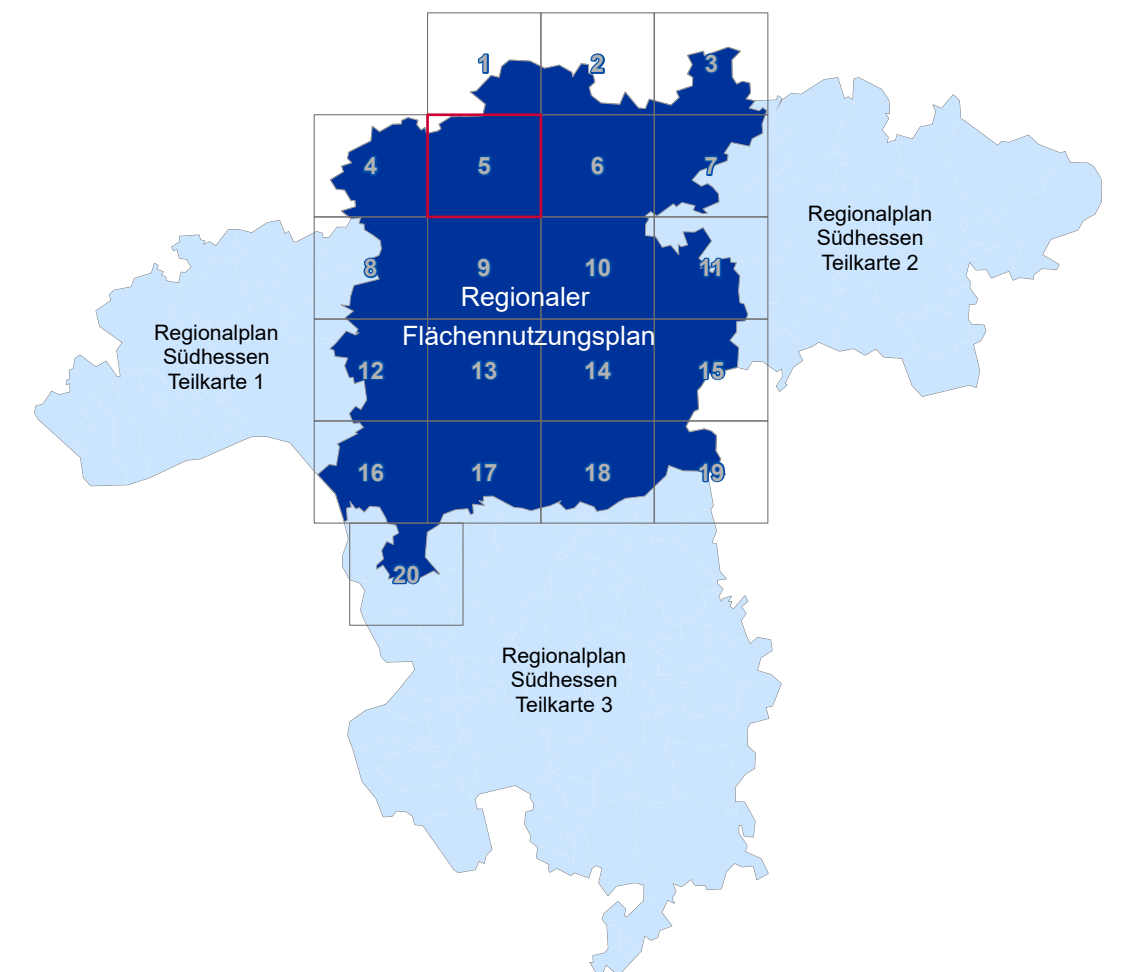 1
2
3
4
5
6
7
Regionalplan
Südhessen
Teilkarte 2
8
9
10
11
Regionaler
Flächennutzungsplan
Regionalplan
Südhessen
Teilkarte 1
12
13
14
15
16
17
18
19
20
Regionalplan
Südhessen
Teilkarte 3